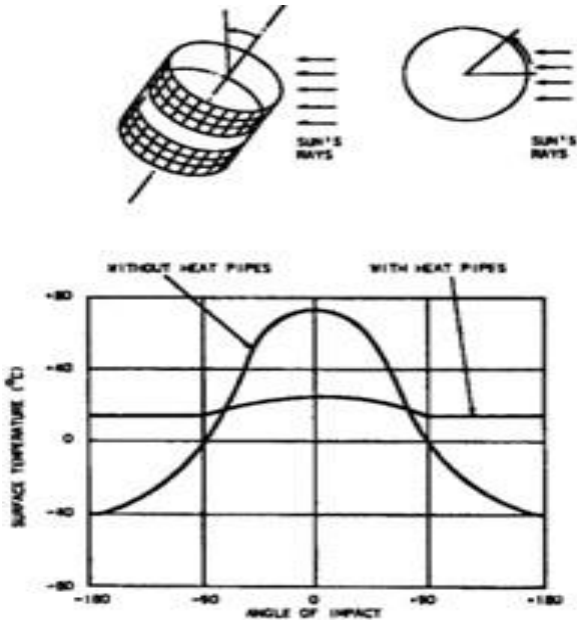 SUN'S
RAYS
SUN'S
RAYS
WITHOUT HEAT PIPES
WITH HEAT PIPES
+80
+40
0
-40
-80
SURFACE TEMPERATURE (°C)
-180
-90
0
+90
+180
ANGLE OF IMPACT